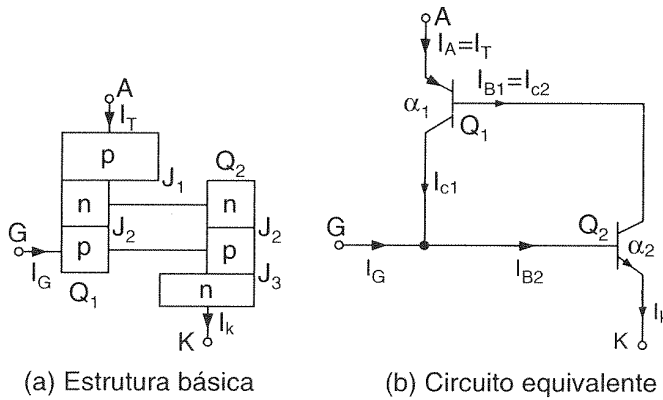 A
I_T
p
J_1
Q_2
n
n
J_2
J_2
G
p
p
I_G
J_3
Q_1
n
I_k
K
(a) Estrutura básica
A
I_A=I_T
I_B1=I_c2
α_1
Q_1
I_c1
G
Q_2
α_2
I_G
I_B2
I_k
K
(b) Circuito equivalente